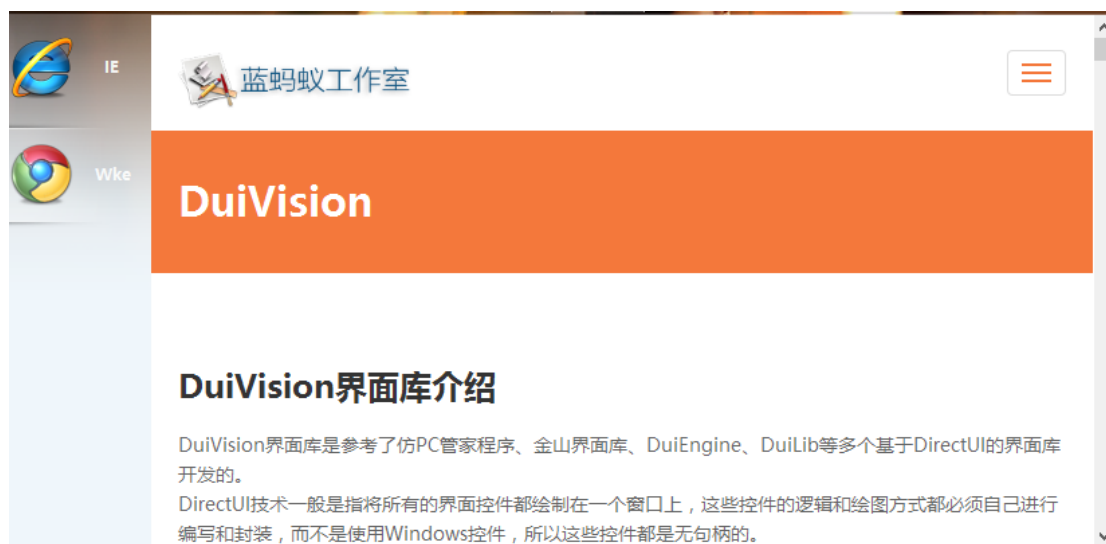 IE
Wke
蓝蚂蚁工作室
DuiVision
DuiVision界面库介绍
DuiVision界面库是参考了仿PC管家程序、金山界面库、DuiEngine、DuiLib等多个基于DirectUI的界面库
开发的。
DirectUI技术一般是指将所有的界面控件都绘制在一个窗口上，这些控件的逻辑和绘图方式都必须自己进行
编写和封装，而不是使用Windows控件，所以这些控件都是无句柄的。